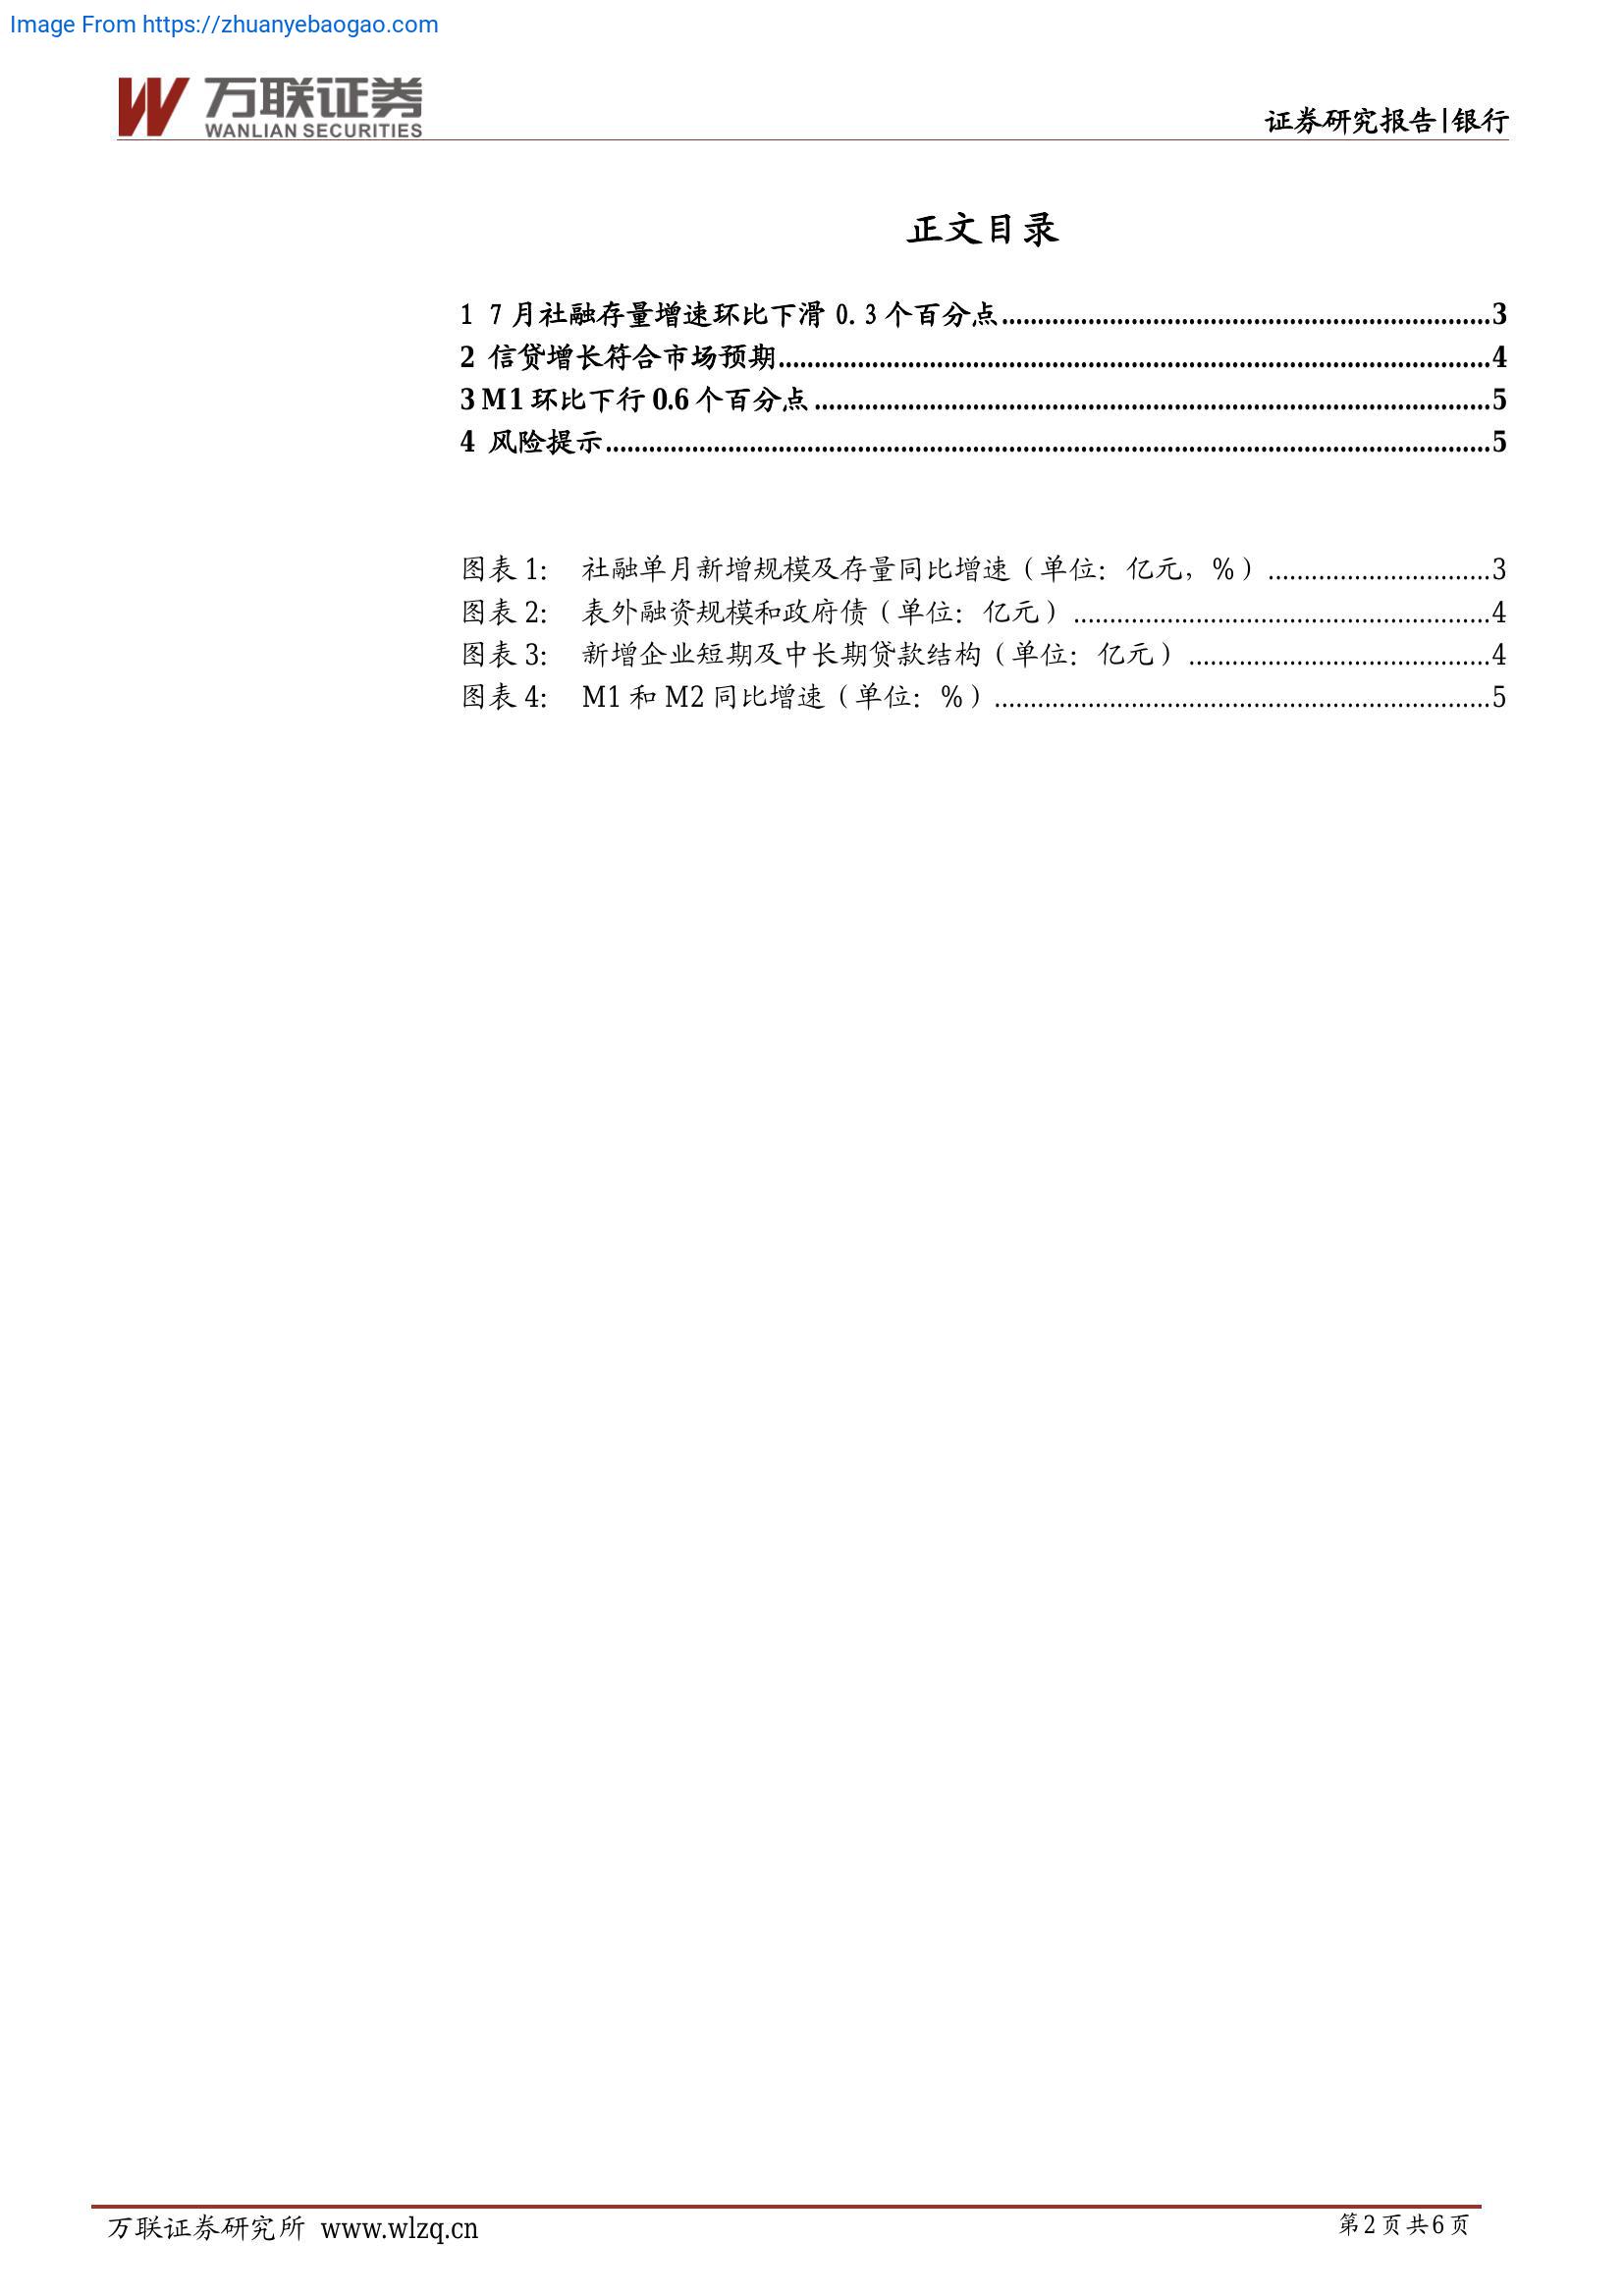 Image From https://zhuanyebaogao.com
万联证券
WANLIAN SECURITIES
证券研究报告|银行
正文目录
1 7月社融存量增速环比下滑 0.3个百分点...3
2 信贷增长符合市场预期...4
3 M1 环比下行 0.6 个百分点...5
4 风险提示...5
图表 1: 社融单月新增规模及存量同比增速（单位：亿元，%）...3
图表 2: 表外融资规模和政府债（单位：亿元）...4
图表 3: 新增企业短期及中长期贷款结构（单位：亿元）...4
图表 4: M1 和 M2 同比增速（单位：%）...5
万联证券研究所 www.wlzq.cn
第2页共6页